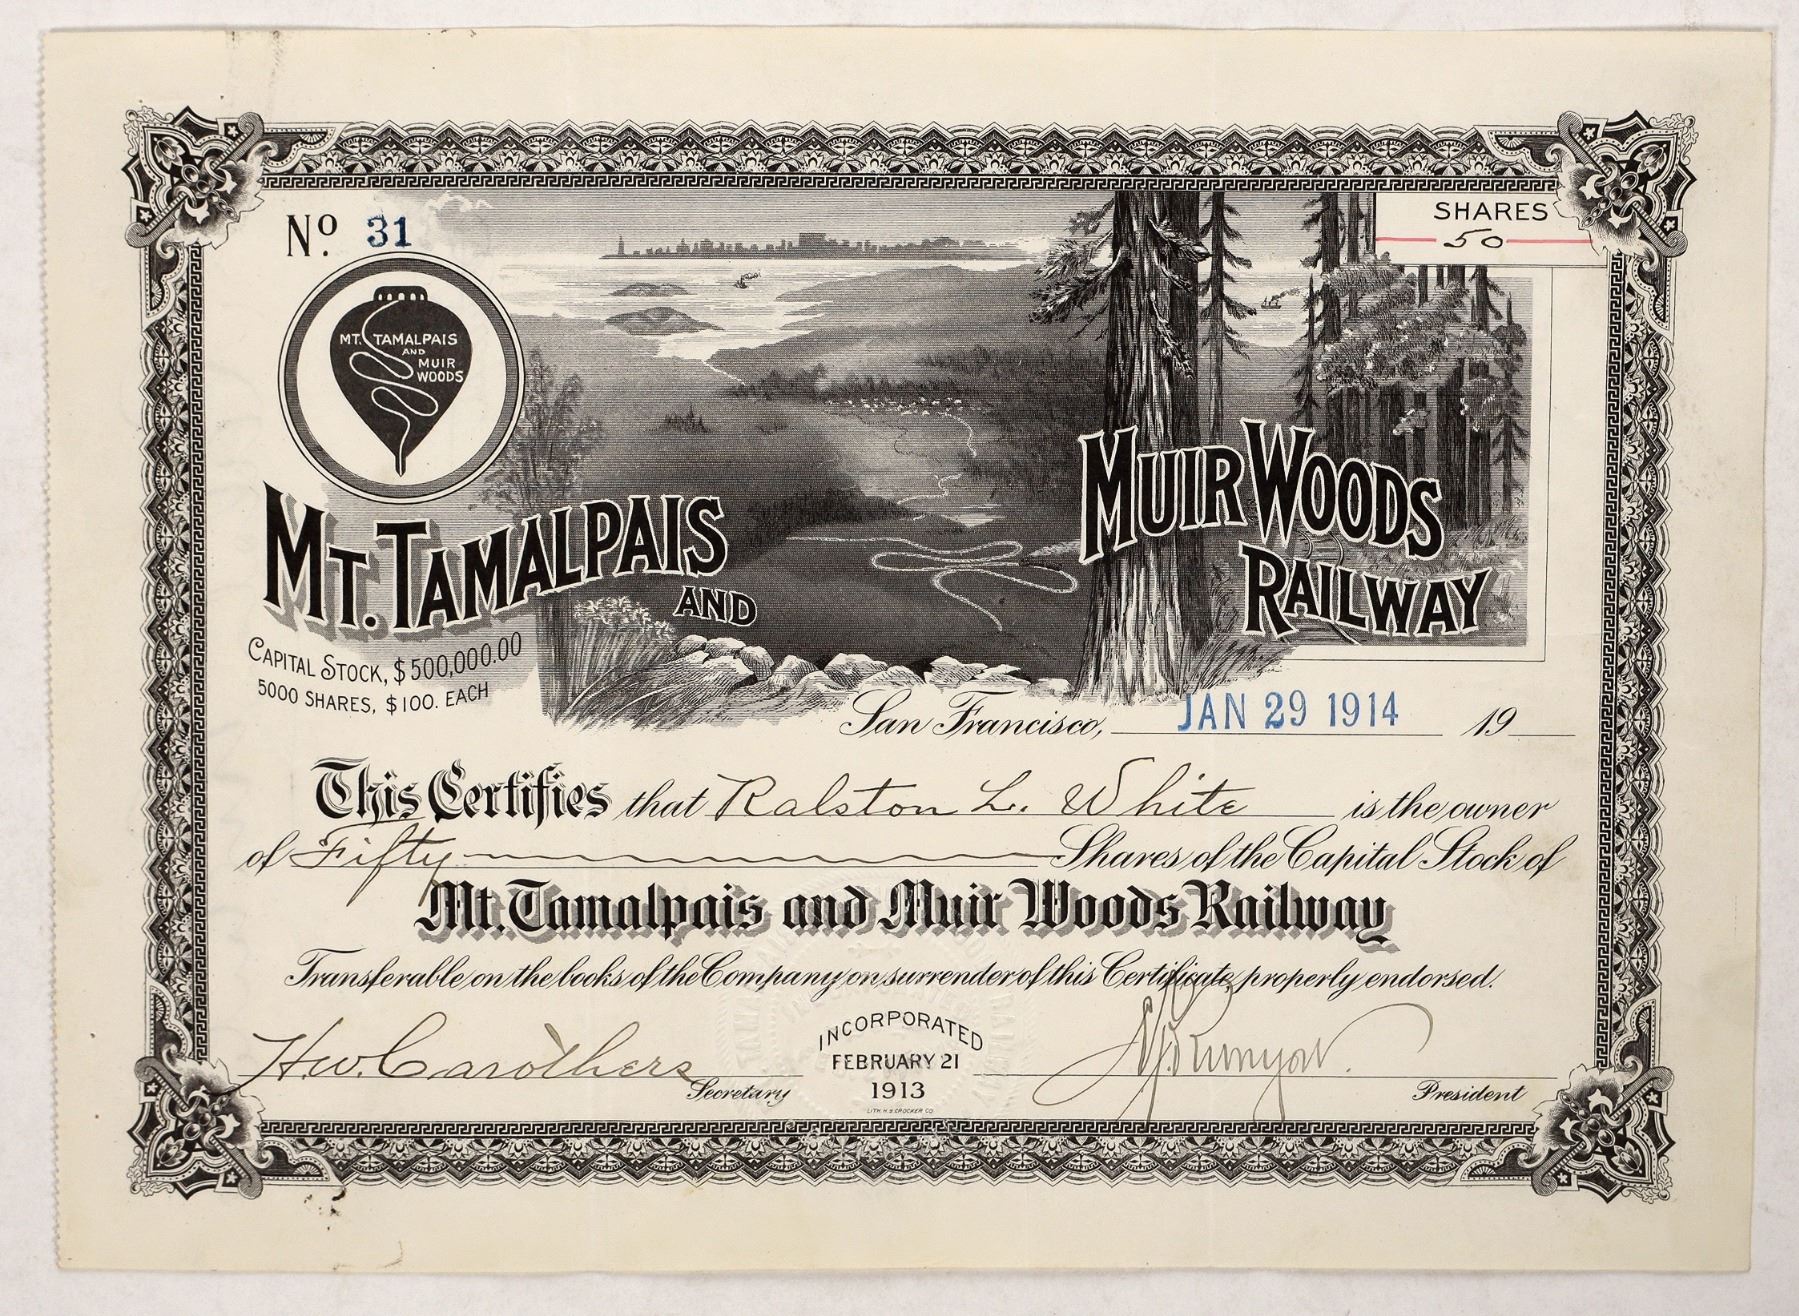 No. 31
SHARES
50
MT. TAMALPAIS
AND
MUIR
WOODS
MT. TAMALPAIS
AND
MUIR WOODS
RAILWAY
CAPITAL STOCK, $500,000.00
5000 SHARES, $100. EACH
San Francisco, JAN 29 1914 19
This Certifies that Ralston L. White is the owner
of Fifty Shares of the Capital Stock of
Mt. Tamalpais and Muir Woods Railway
Transferable on the books of the Company on surrender of this Certificate, properly endorsed.
H.W. Carothers
Secretary
INCORPORATED
FEBRUARY 21
1913
LITH. H.S. CROCKER CO
President